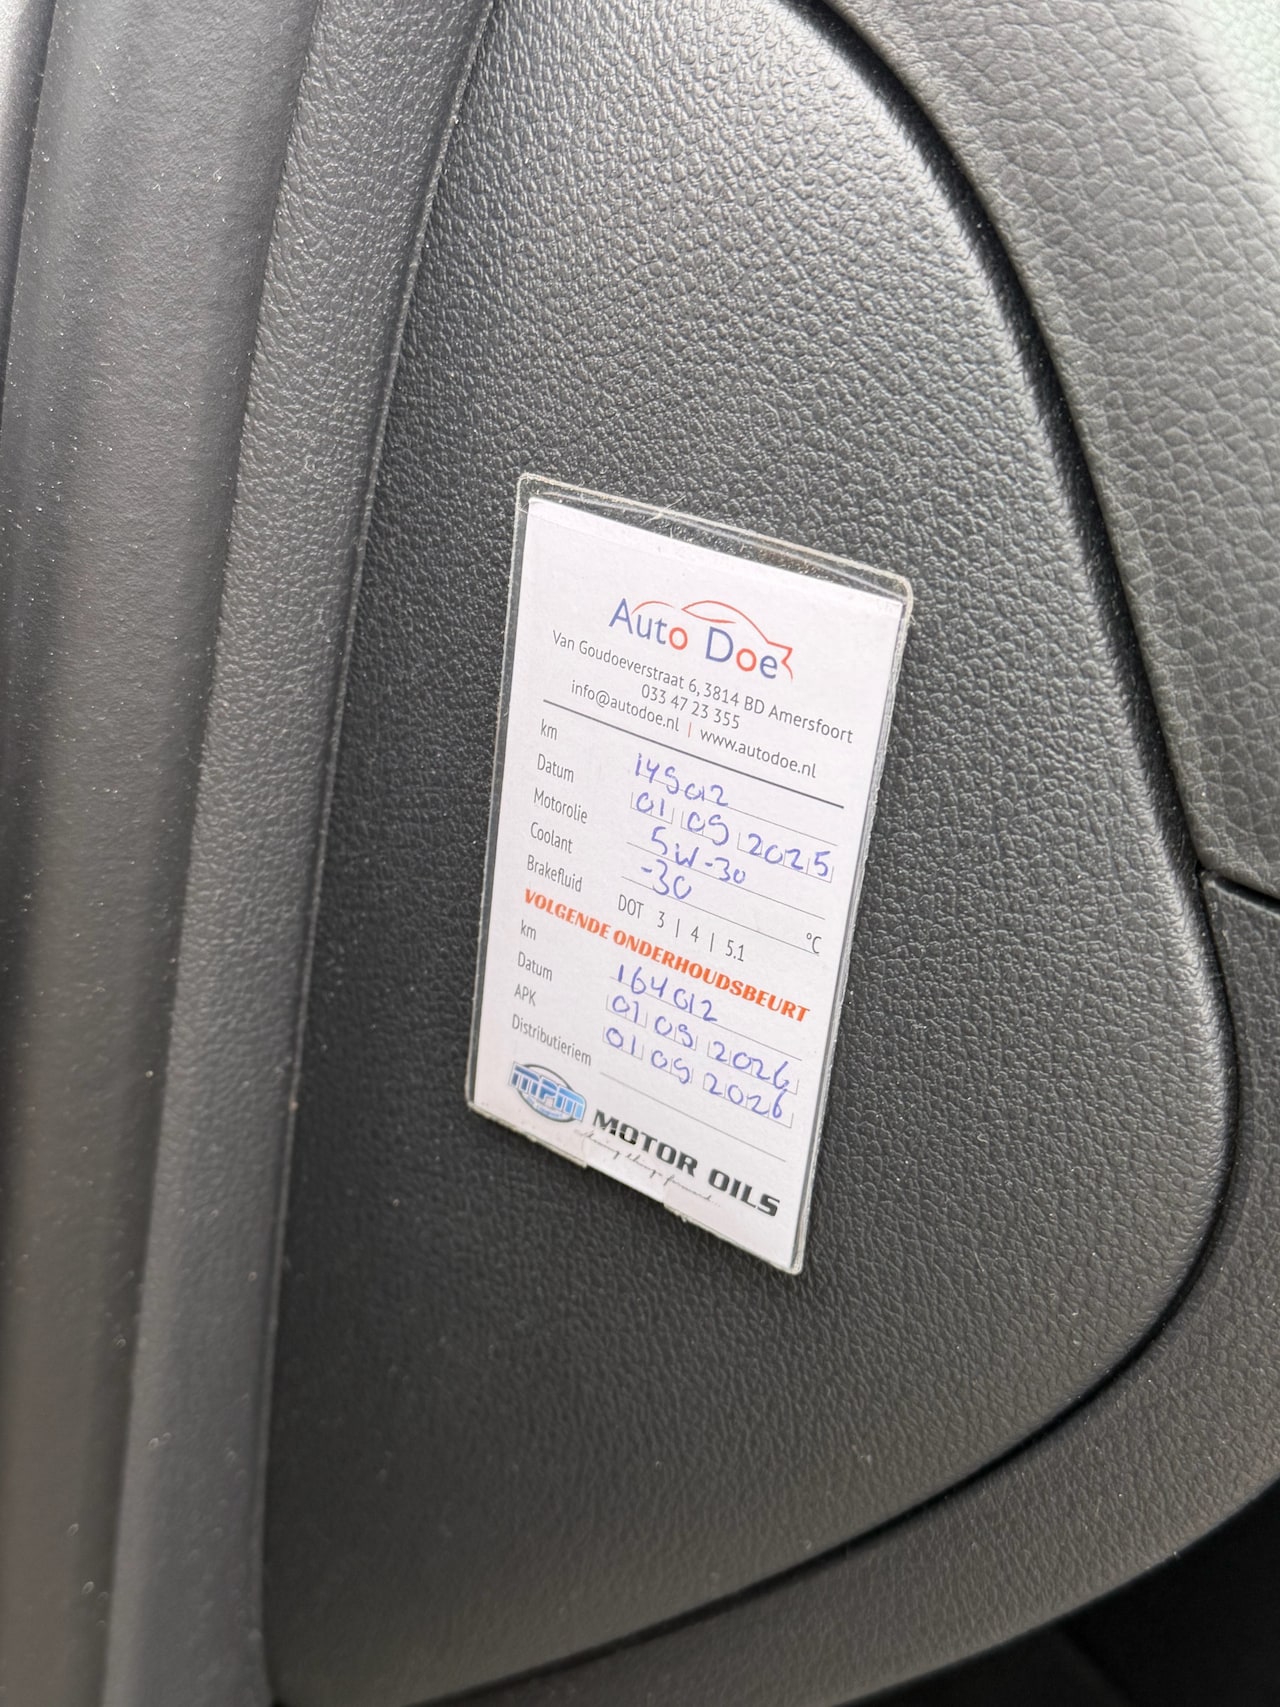 Auto Doe
Van Goudoeverstraat 6, 3814 BD Amersfoort
033 47 23 355
info@autodoe.nl | www.autodoe.nl
km 149012
Datum 01 09 2025
Motorolie 5W-30
Coolant -30 °C
Brakefluid DOT 3 | 4 | 5.1
VOLGENDE ONDERHOUDSBEURT
km 164012
Datum 01 09 2026
APK 01 09 2026
Distributieriem
MPM MOTOR OILS